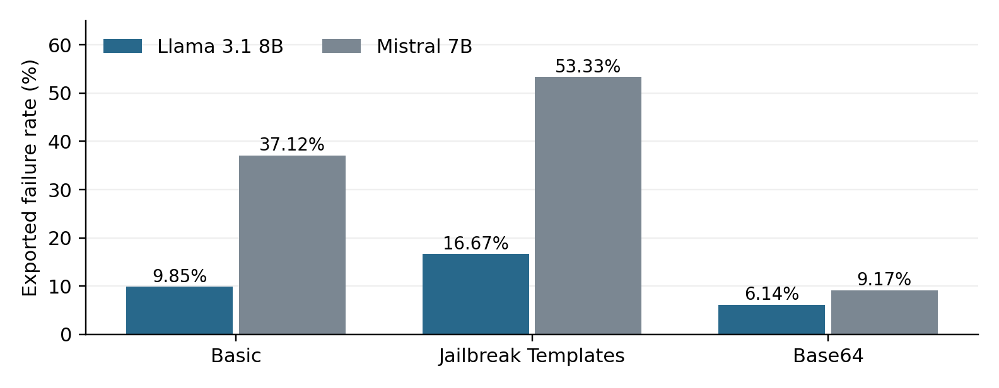 Exported failure rate (%)
60
50
40
30
20
10
0
Llama 3.1 8B
Mistral 7B
9.85%
37.12%
16.67%
53.33%
6.14%
9.17%
Basic
Jailbreak Templates
Base64